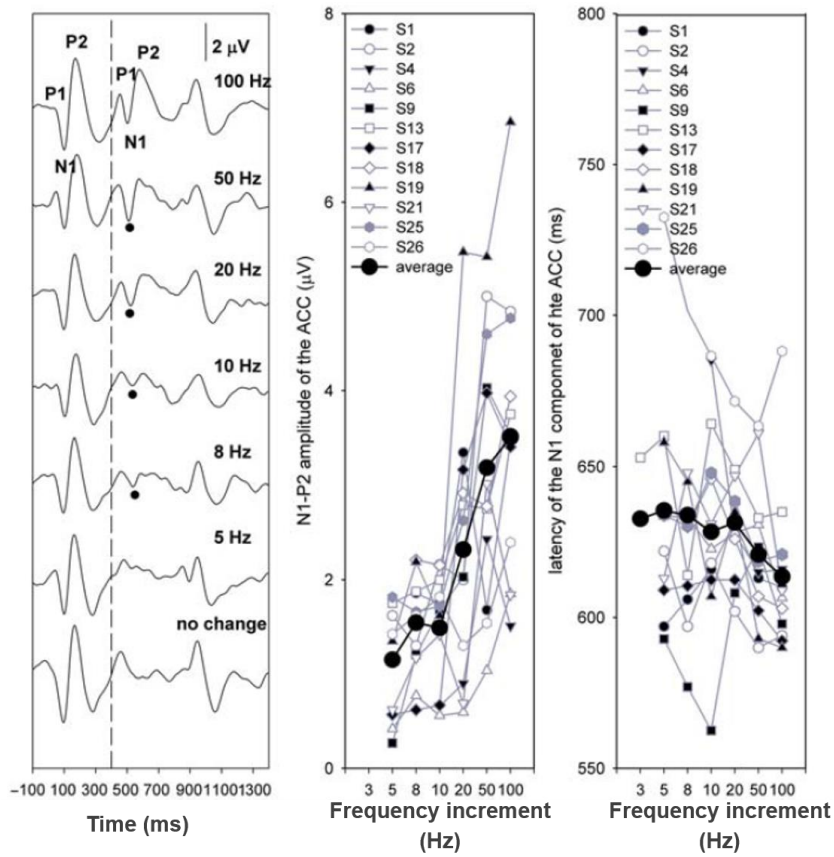 P1
P2
P2
P1
2 μV
100 Hz
N1
N1
50 Hz
20 Hz
10 Hz
8 Hz
5 Hz
no change
−100 100 300 500 700 900 1100 1300
Time (ms)
8
6
4
2
0
N1-P2 amplitude of the ACC (μV)
S1
S2
S4
S6
S9
S13
S17
S18
S19
S21
S25
S26
average
3 5 8 10 20 50 100
Frequency increment
(Hz)
800
750
700
650
600
550
latency of the N1 componnet of hte ACC (ms)
S1
S2
S4
S6
S9
S13
S17
S18
S19
S21
S25
S26
average
3 5 8 10 20 50 100
Frequency increment
(Hz)